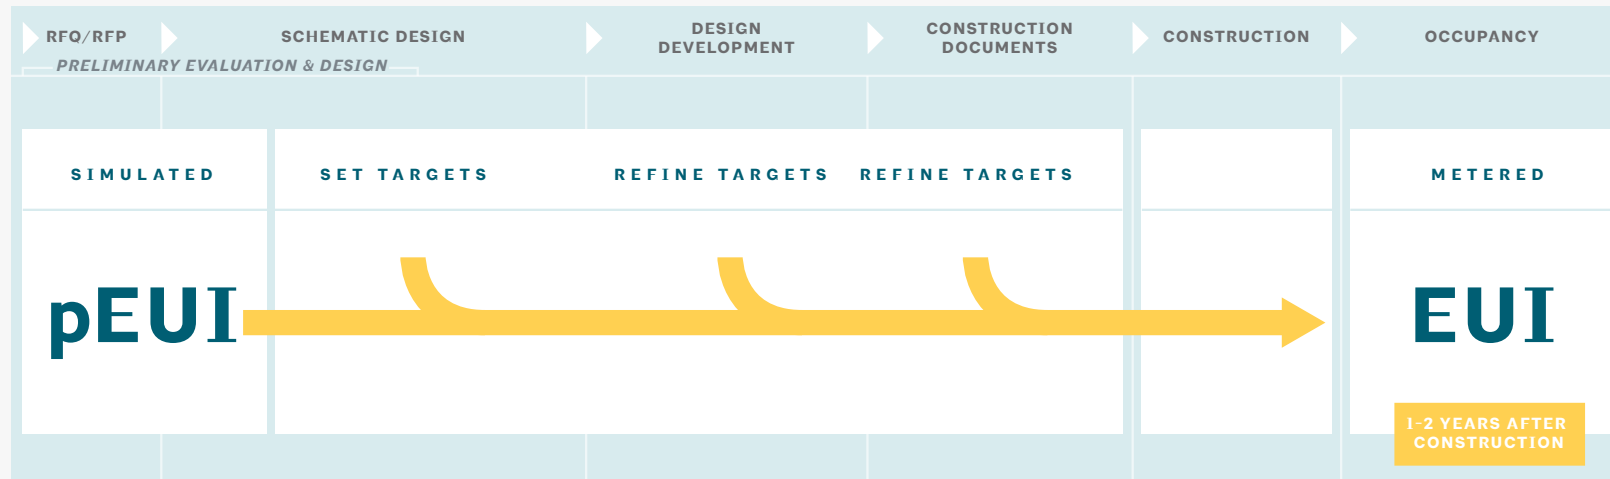 RFQ/RFP
SCHEMATIC DESIGN
DESIGN
DEVELOPMENT
CONSTRUCTION
DOCUMENTS
CONSTRUCTION
OCCUPANCY
PRELIMINARY EVALUATION & DESIGN
SIMULATED
SET TARGETS
REFINE TARGETS
REFINE TARGETS
METERED
pEUI
EUI
1-2 YEARS AFTER
CONSTRUCTION